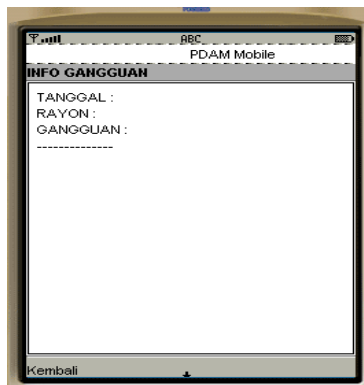 ABC
PDAM Mobile
INFO GANGGUAN
TANGGAL :
RAYON :
GANGGUAN :
--------------
Kembali